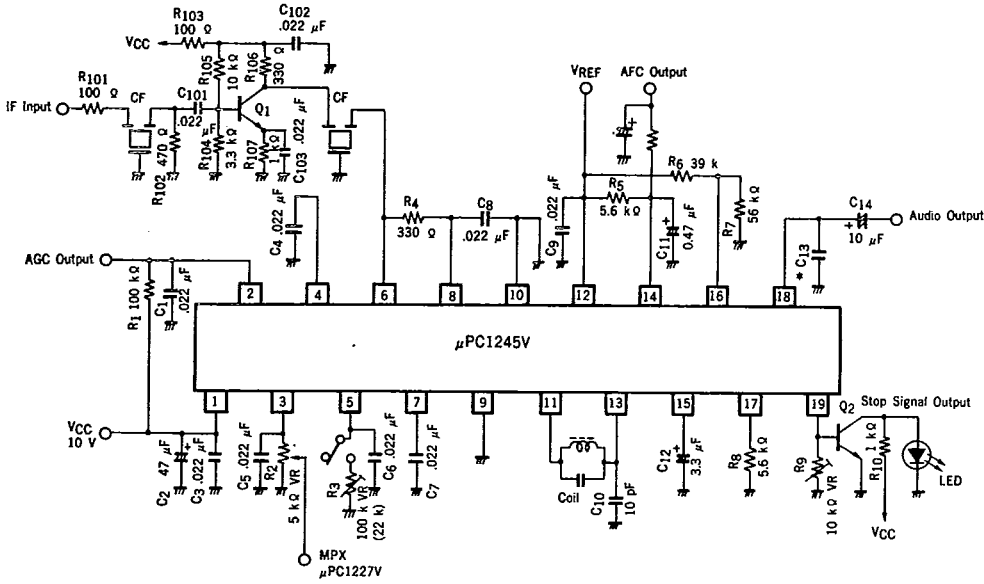 R103
100 Ω
C102
.022 μF
VCC
R105
10 kΩ
R106
330 Ω
R101
100 Ω
IF Input
CF
C101
.022 μF
Q1
CF
R102 470 Ω
R104
3.3 kΩ
R107
1 kΩ
C103 .022 μF
VREF
AFC Output
R6 39 k
R5
5.6 kΩ
R7
56 kΩ
C4 .022 μF
R4
330 Ω
C8
.022 μF
C9 .022 μF
C11
0.47 μF
C14
10 μF
Audio Output
* C13
AGC Output
R1 100 kΩ
C1
.022 μF
2
4
6
8
10
12
14
16
18
μPC1245V
1
3
5
7
9
11
13
15
17
19
VCC
10 V
C2
47 μF
C3 .022 μF
C5 .022 μF
R2
5 kΩ VR
R3
100 k VR
(22 k)
C6 .022 μF
C7
.022 μF
Coil
C10
10 pF
C12
3.3 μF
R8
5.6 kΩ
R9
10 kΩ VR
Q2
Stop Signal Output
R10
1 kΩ
LED
VCC
MPX
μPC1227V